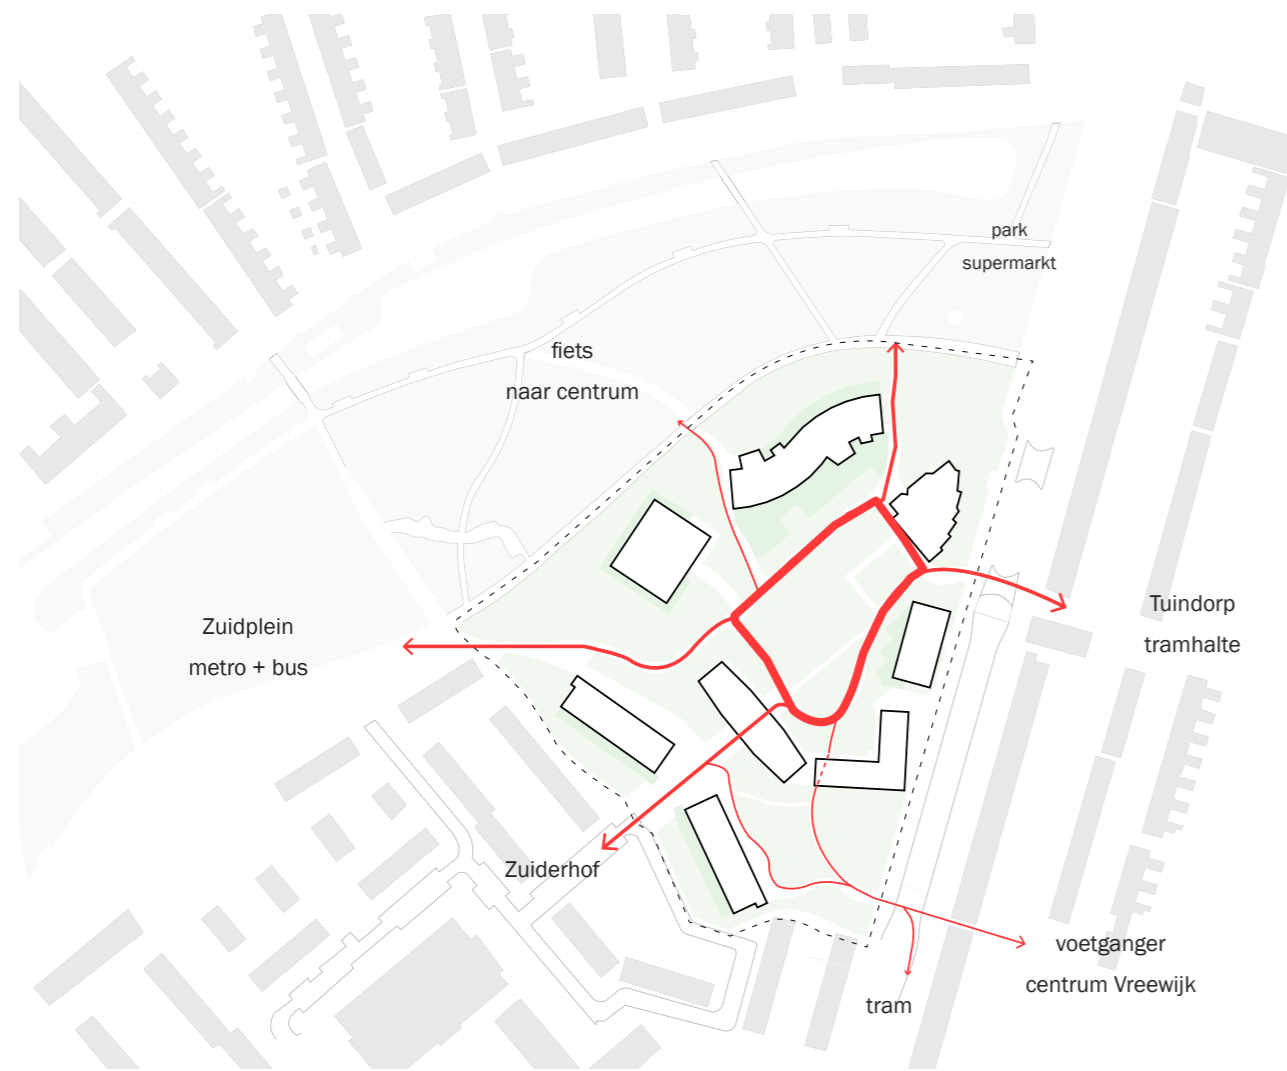 park
supermarkt
fiets
naar centrum
Zuidplein
metro + bus
Tuindorp
tramhalte
Zuiderhof
voetganger
centrum Vreewijk
tram